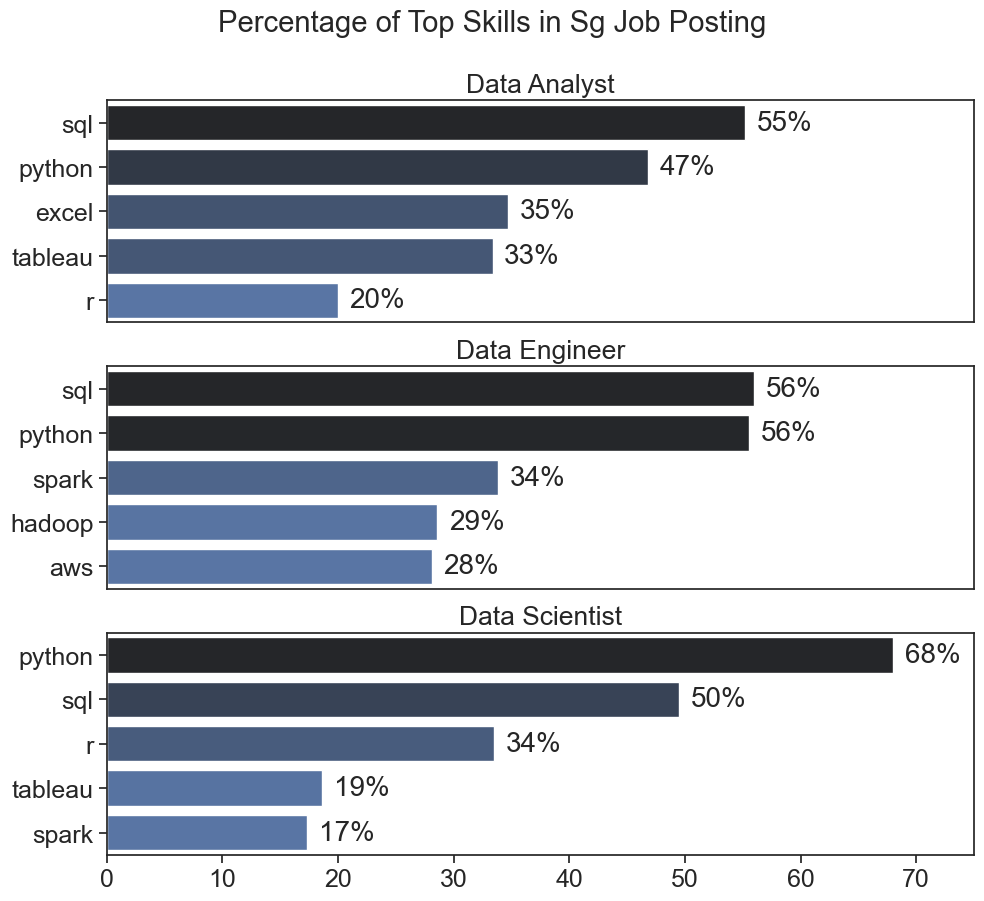 Percentage of Top Skills in Sg Job Posting
Data Analyst
sql 55%
python 47%
excel 35%
tableau 33%
r 20%
Data Engineer
sql 56%
python 56%
spark 34%
hadoop 29%
aws 28%
Data Scientist
python 68%
sql 50%
r 34%
tableau 19%
spark 17%
0 10 20 30 40 50 60 70